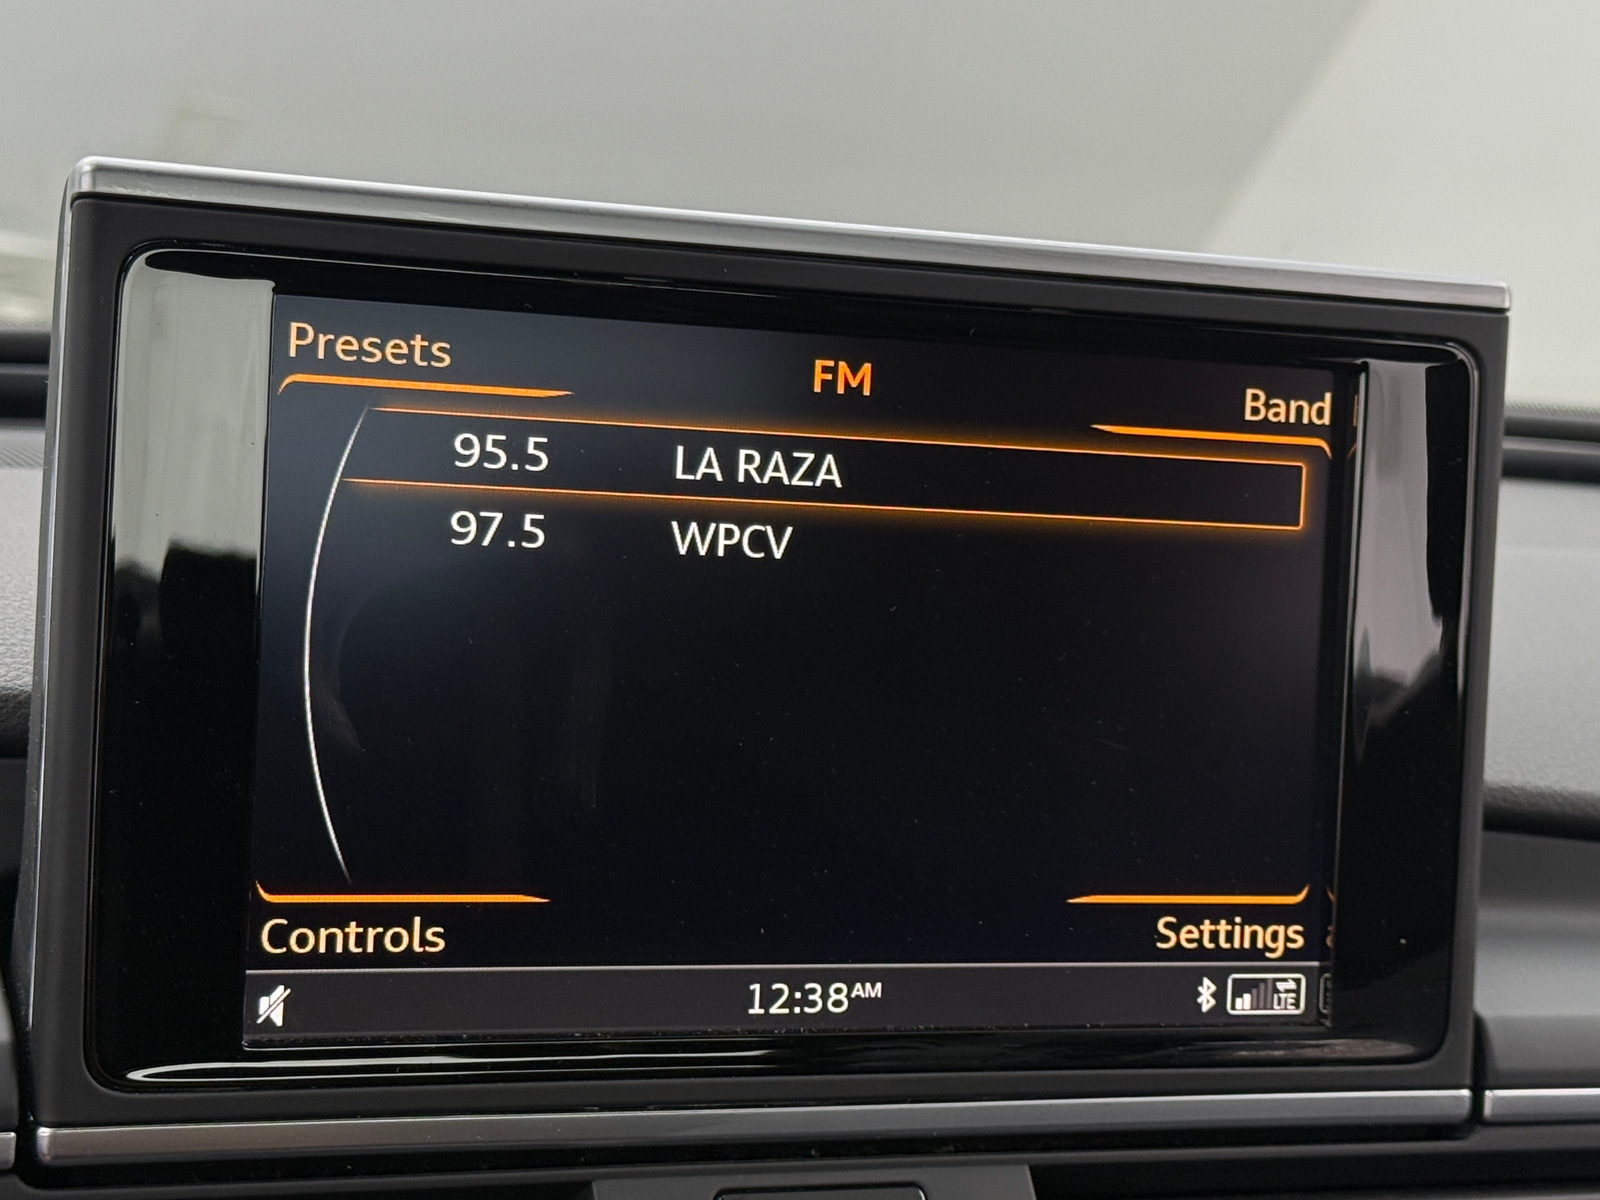 Presets
FM
Band
95.5 LA RAZA
97.5 WPCV
Controls
Settings
12:38AM
LTE